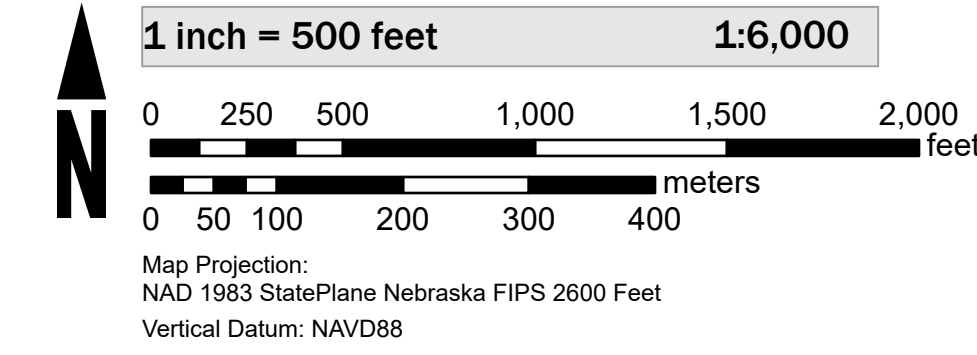 1 inch = 500 feet 1:6,000
0 250 500 1,000 1,500 2,000
feet
meters
0 50 100 200 300 400
N
Map Projection:
NAD 1983 StatePlane Nebraska FIPS 2600 Feet
Vertical Datum: NAVD88